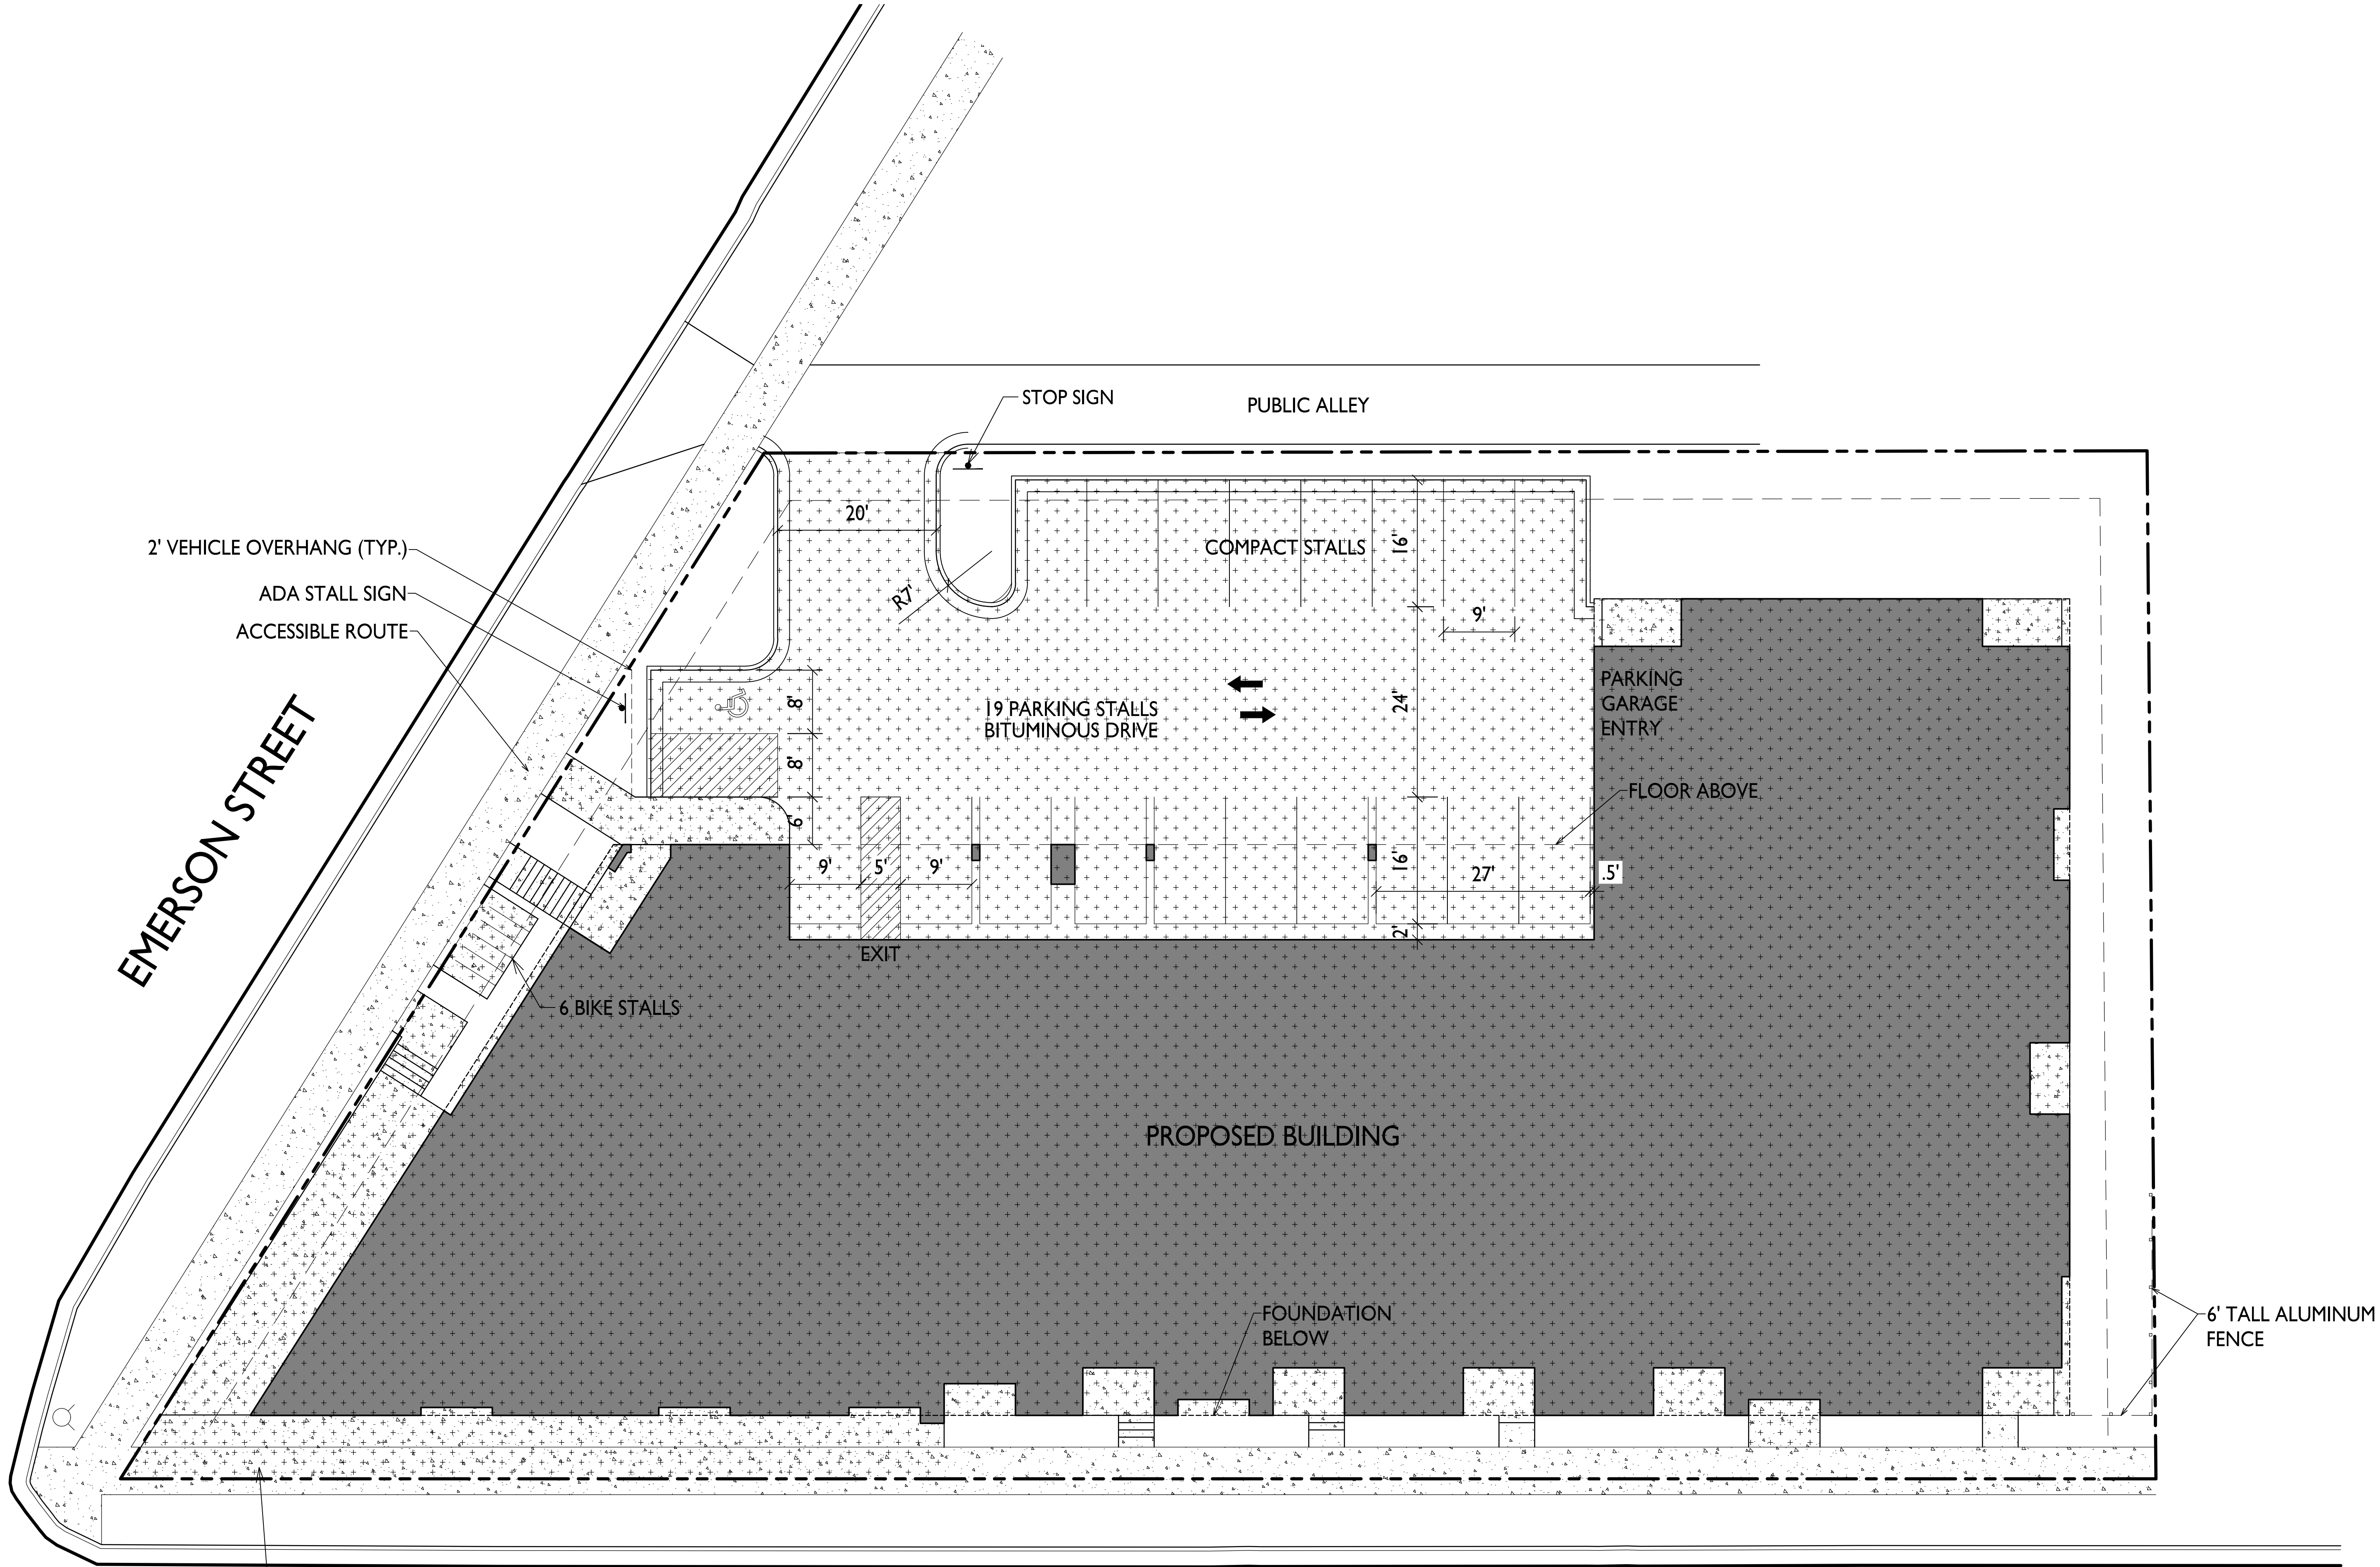 STOP SIGN
PUBLIC ALLEY
20'
2' VEHICLE OVERHANG (TYP.)
COMPACT STALLS
16'
ADA STALL SIGN
R7'
9'
ACCESSIBLE ROUTE
8'
19 PARKING STALLS
BITUMINOUS DRIVE
24'
PARKING
GARAGE
ENTRY
8'
FLOOR ABOVE
6'
EMERSON STREET
9'
5'
9'
16'
27'
.5'
2'
EXIT
6 BIKE STALLS
PROPOSED BUILDING
FOUNDATION
BELOW
6' TALL ALUMINUM
FENCE